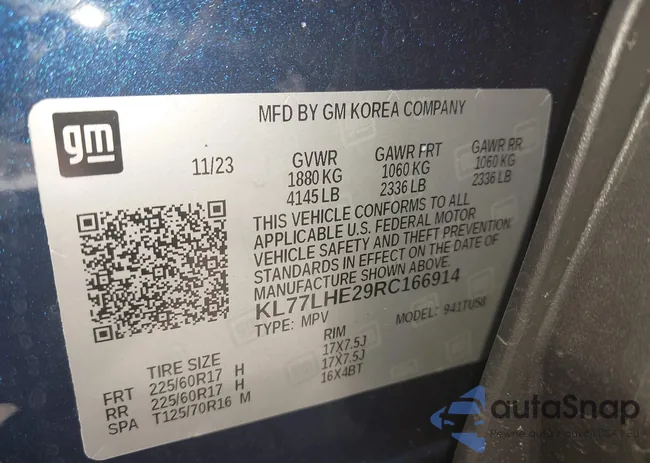 gm
MFD BY GM KOREA COMPANY
11/23 GVWR GAWR FRT GAWR RR
1880 KG 1060 KG 1060 KG
4145 LB 2336 LB 2336 LB
THIS VEHICLE CONFORMS TO ALL
APPLICABLE U.S. FEDERAL MOTOR
VEHICLE SAFETY AND THEFT PREVENTION
STANDARDS IN EFFECT ON THE DATE OF
MANUFACTURE SHOWN ABOVE.
KL77LHE29RC166914
TYPE: MPV MODEL: 941TU58
TIRE SIZE RIM
FRT 225/60R17 H 17X7.5J
RR 225/60R17 H 17X7.5J
SPA T125/70R16 M 16X4BT
autaSnap